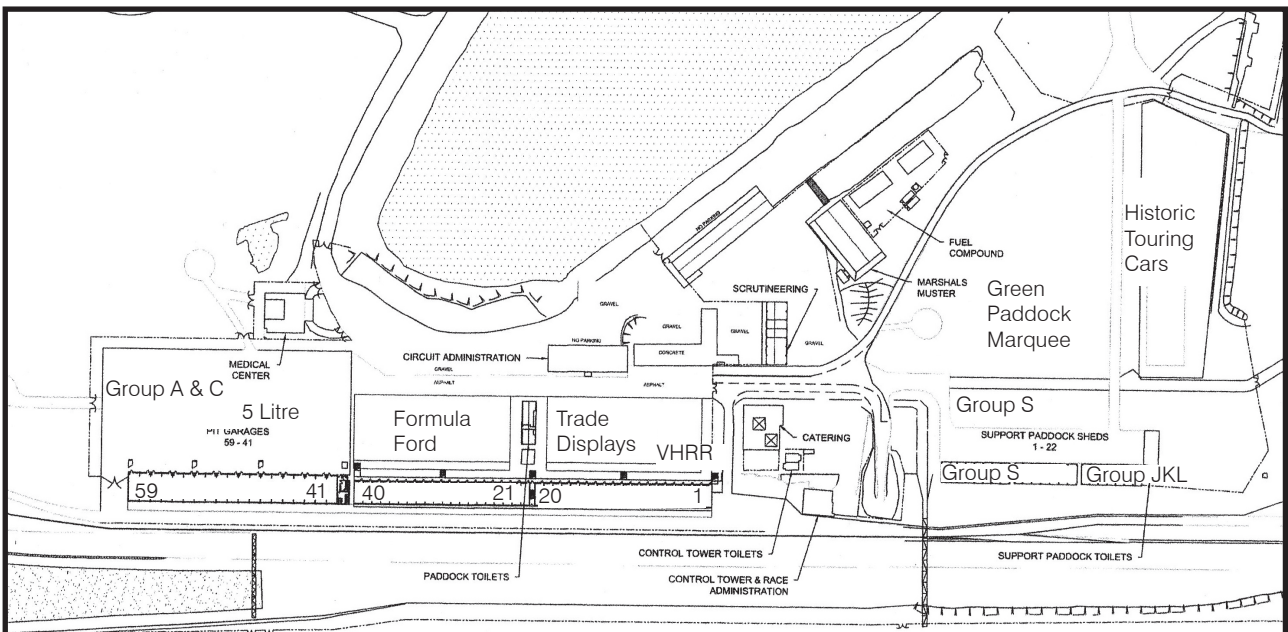 NO PARKING
FUEL
COMPOUND
Historic
Touring
Cars
SCRUTINEERING
MARSHALS
MUSTER
Green
Paddock
Marquee
GRAVEL
GRAVEL
GRAVEL
GRAVEL
NO PARKING
CONCRETE
CIRCUIT ADMINISTRATION
GRAVEL
ASPHALT
ASPHALT
MEDICAL
CENTER
Group A & C
5 Litre
PIT GARAGES
59 - 41
Formula
Ford
Trade
Displays
VHRR
CATERING
Group S
SUPPORT PADDOCK SHEDS
1 - 22
Group S
Group JKL
59
41
40
21
20
1
PADDOCK TOILETS
CONTROL TOWER TOILETS
CONTROL TOWER & RACE
ADMINISTRATION
SUPPORT PADDOCK TOILETS